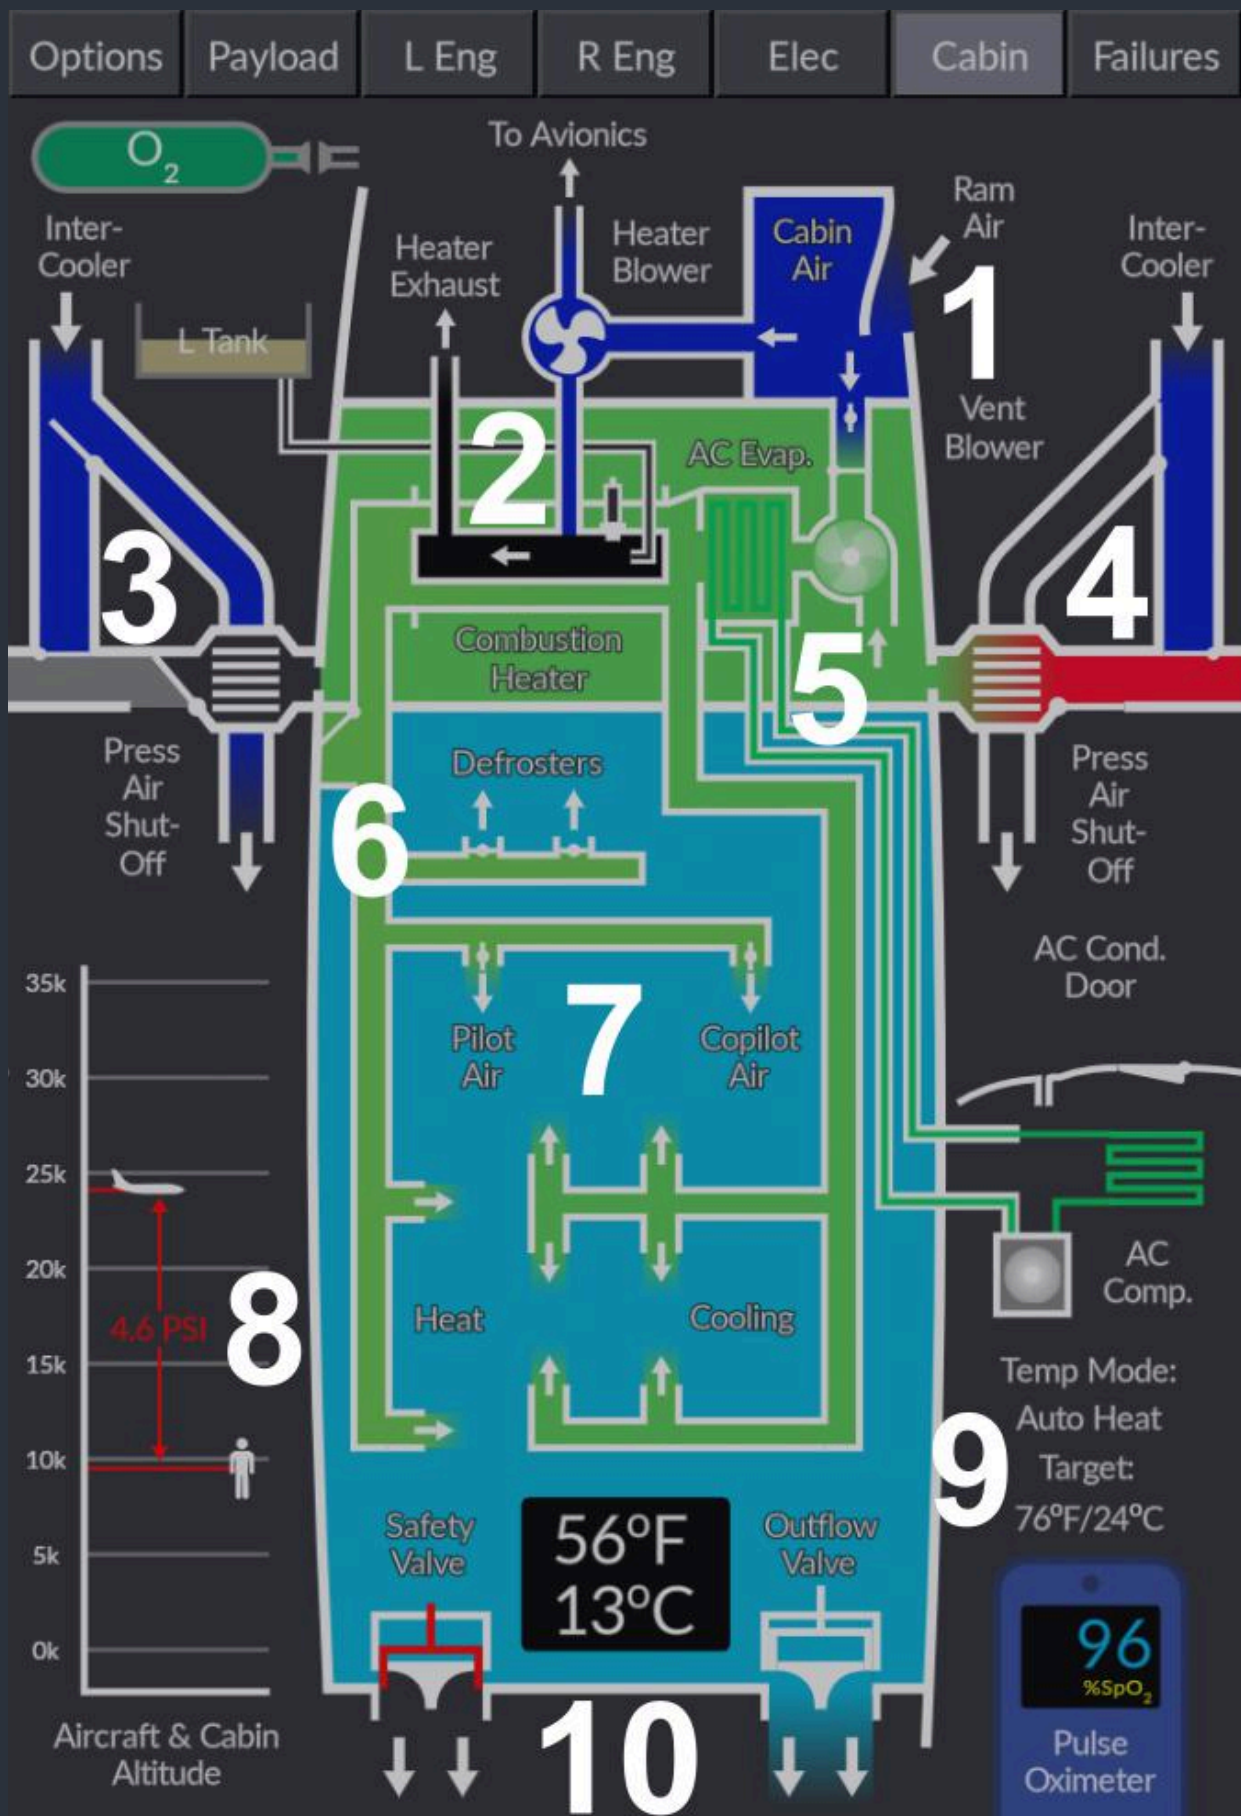 Options
Payload
L Eng
R Eng
Elec
Cabin
Failures
O2
To Avionics
Inter-
Cooler
Heater
Exhaust
Heater
Blower
Cabin
Air
Ram
Air
Inter-
Cooler
1
L Tank
2
AC Evap.
Vent
Blower
3
4
Combustion
Heater
5
Press
Air
Shut-
Off
Defrosters
Press
Air
Shut-
Off
6
AC Cond.
Door
35k
30k
25k
20k
15k
10k
5k
0k
7
Pilot
Air
Copilot
Air
4.6 PSI
8
Heat
Cooling
AC
Comp.
Temp Mode:
Auto Heat
Target:
76°F/24°C
9
Safety
Valve
56°F
13°C
Outflow
Valve
96
%SpO2
Pulse
Oximeter
10
Aircraft & Cabin
Altitude